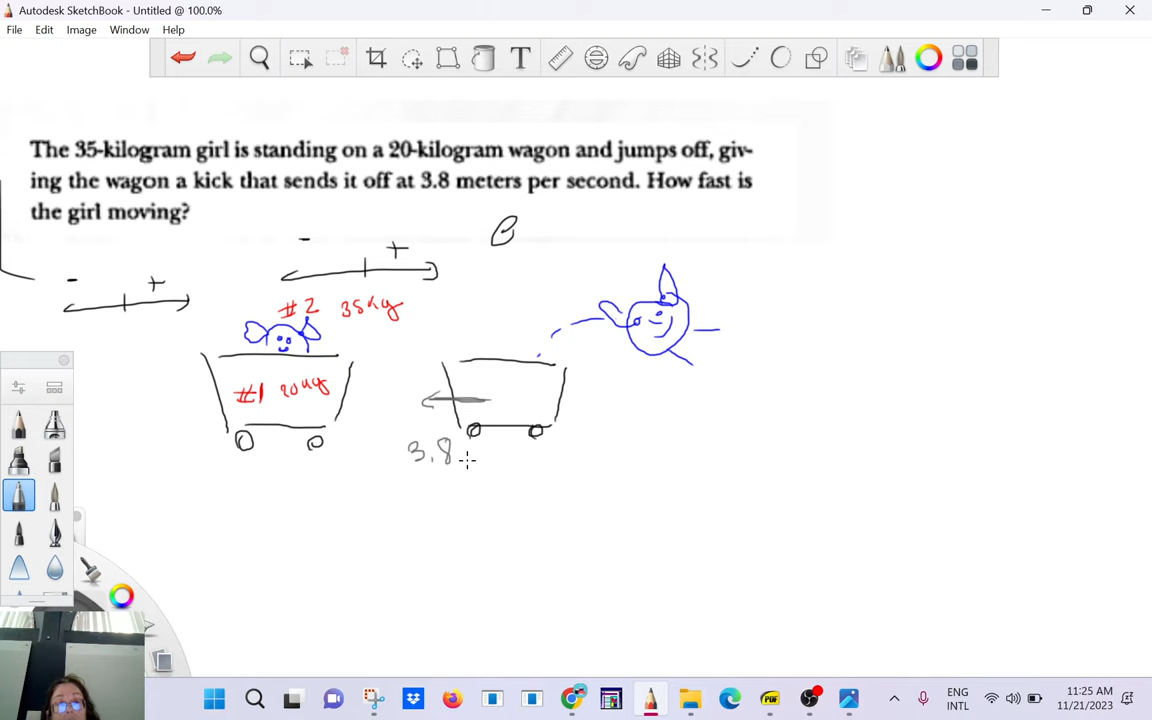 Autodesk SketchBook - Untitled @ 100.0%
File Edit Image Window Help
T
The 35-kilogram girl is standing on a 20-kilogram wagon and jumps off, giv-
ing the wagon a kick that sends it off at 3.8 meters per second. How fast is
the girl moving?
- +
- +
#2 35kg
#1 20kg
3.8
PDF
ENG
INTL
11:25 AM
11/21/2023